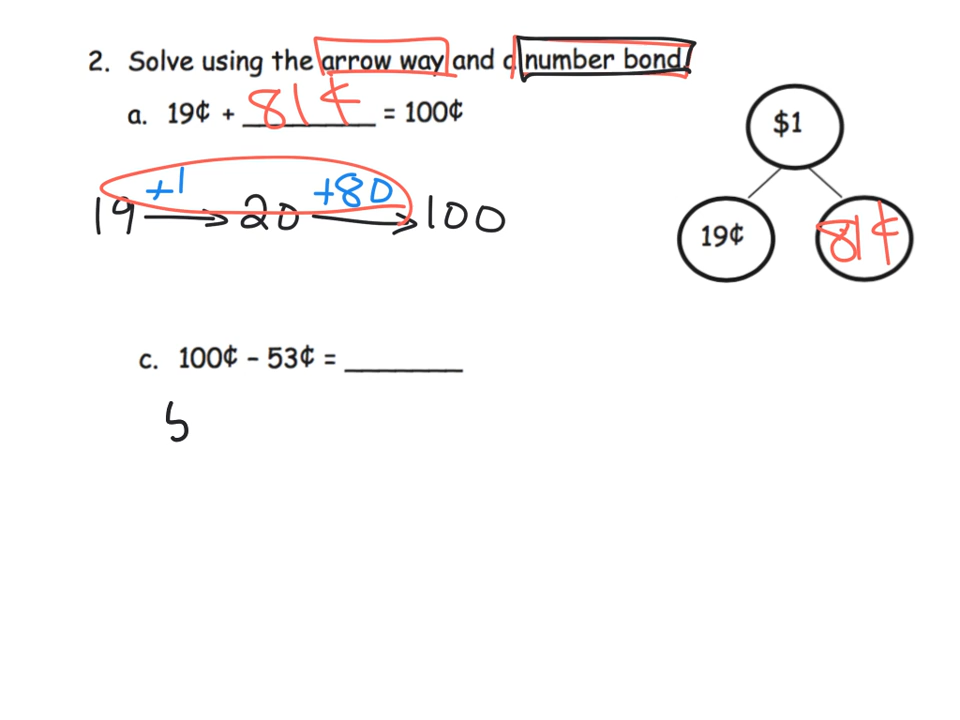 2. Solve using the arrow way and a number bond.
a. 19¢ + 81¢ = 100¢
$1
19¢
81¢
+1 +80
19 → 20 → 100
c. 100¢ - 53¢ = _______
5